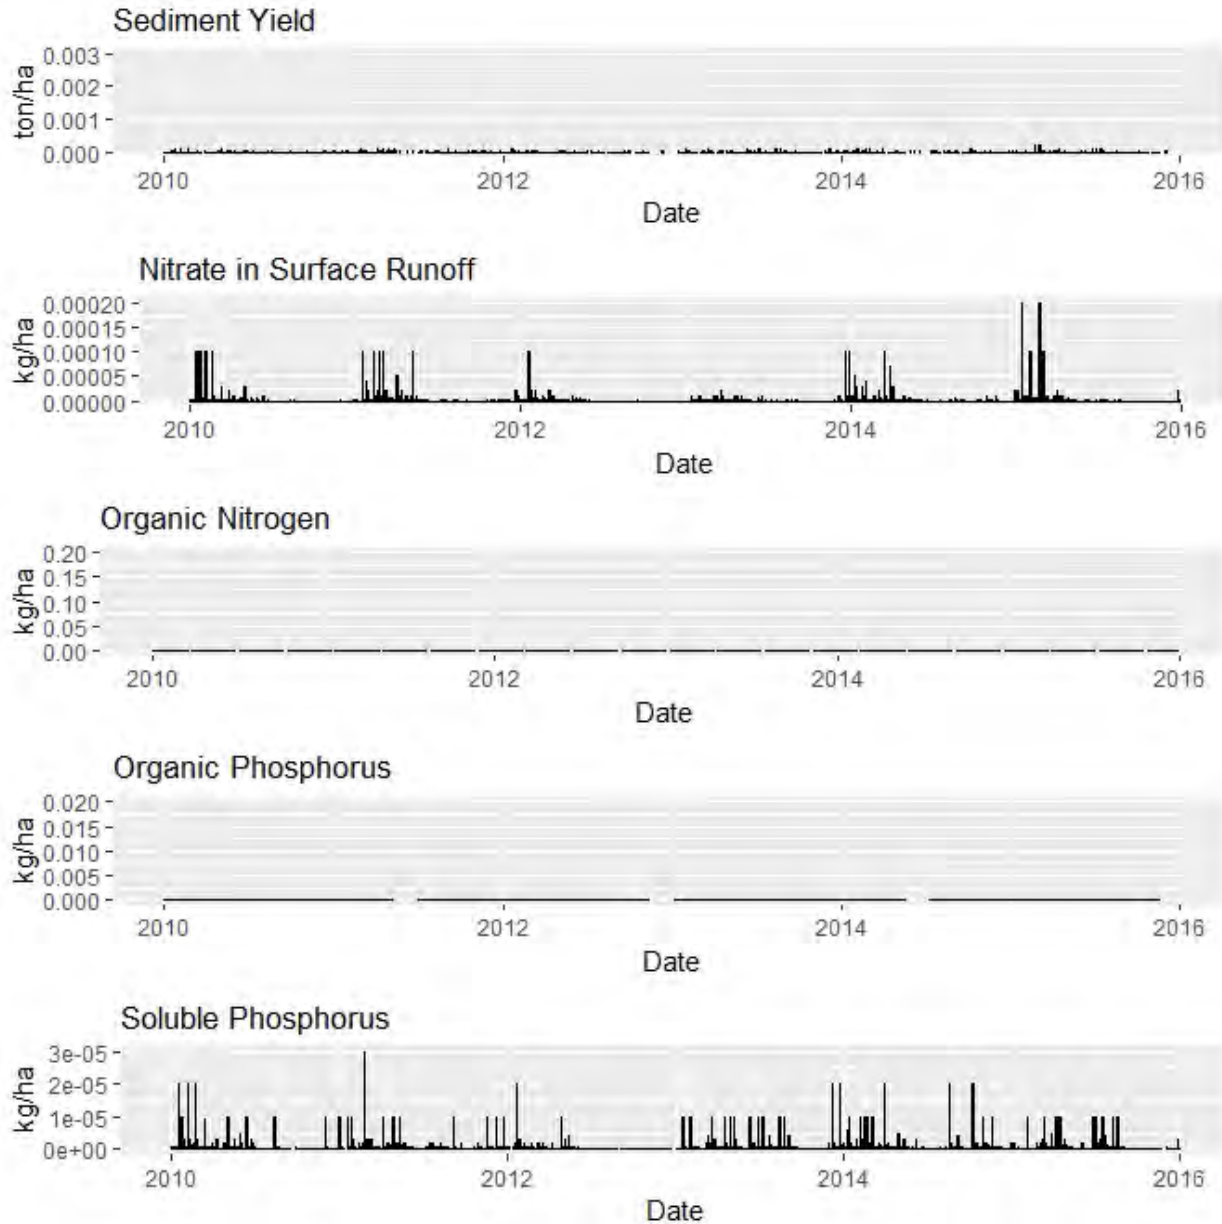 Sediment Yield
ton/ha
0.003
0.002
0.001
0.000
2010 2012 2014 2016
Date
Nitrate in Surface Runoff
kg/ha
0.00020
0.00015
0.00010
0.00005
0.00000
2010 2012 2014 2016
Date
Organic Nitrogen
kg/ha
0.20
0.15
0.10
0.05
0.00
2010 2012 2014 2016
Date
Organic Phosphorus
kg/ha
0.020
0.015
0.010
0.005
0.000
2010 2012 2014 2016
Date
Soluble Phosphorus
kg/ha
3e-05
2e-05
1e-05
0e+00
2010 2012 2014 2016
Date